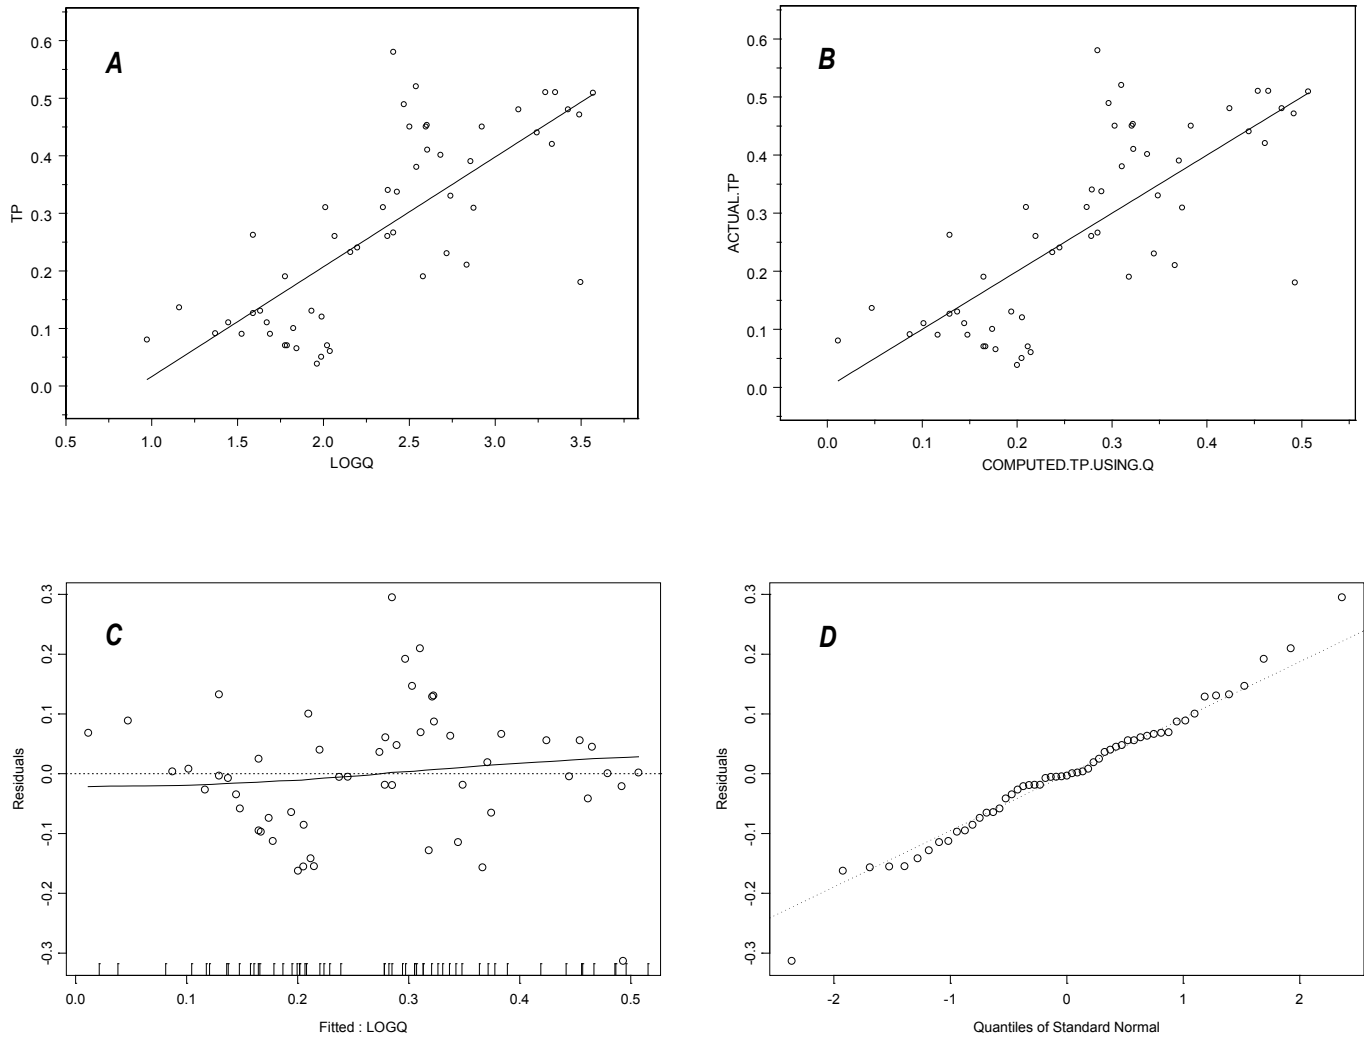 A
TP
0.6
0.5
0.4
0.3
0.2
0.1
0.0
0.5 1.0 1.5 2.0 2.5 3.0 3.5
LOGQ
B
ACTUAL.TP
0.6
0.5
0.4
0.3
0.2
0.1
0.0
0.0 0.1 0.2 0.3 0.4 0.5
COMPUTED.TP.USING.Q
C
Residuals
0.3
0.2
0.1
0.0
-0.1
-0.2
-0.3
0.0 0.1 0.2 0.3 0.4 0.5
Fitted : LOGQ
D
Residuals
0.3
0.2
0.1
0.0
-0.1
-0.2
-0.3
-2 -1 0 1 2
Quantiles of Standard Normal